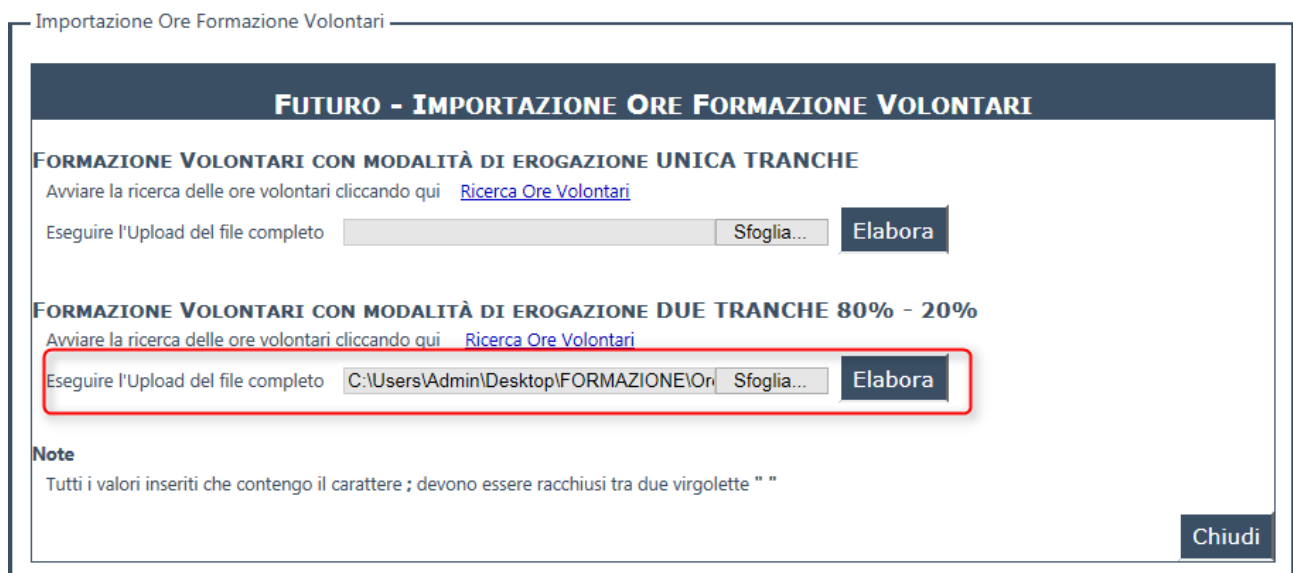 Importazione Ore Formazione Volontari
FUTURO - IMPORTAZIONE ORE FORMAZIONE VOLONTARI
FORMAZIONE VOLONTARI CON MODALITÀ DI EROGAZIONE UNICA TRANCHE
Avviare la ricerca delle ore volontari cliccando qui Ricerca Ore Volontari
Eseguire l'Upload del file completo Sfoglia... Elabora
FORMAZIONE VOLONTARI CON MODALITÀ DI EROGAZIONE DUE TRANCHE 80% - 20%
Avviare la ricerca delle ore volontari cliccando qui Ricerca Ore Volontari
Eseguire l'Upload del file completo C:\Users\Admin\Desktop\FORMAZIONE\Or Sfoglia... Elabora
Note
Tutti i valori inseriti che contengo il carattere ; devono essere racchiusi tra due virgolette " "
Chiudi